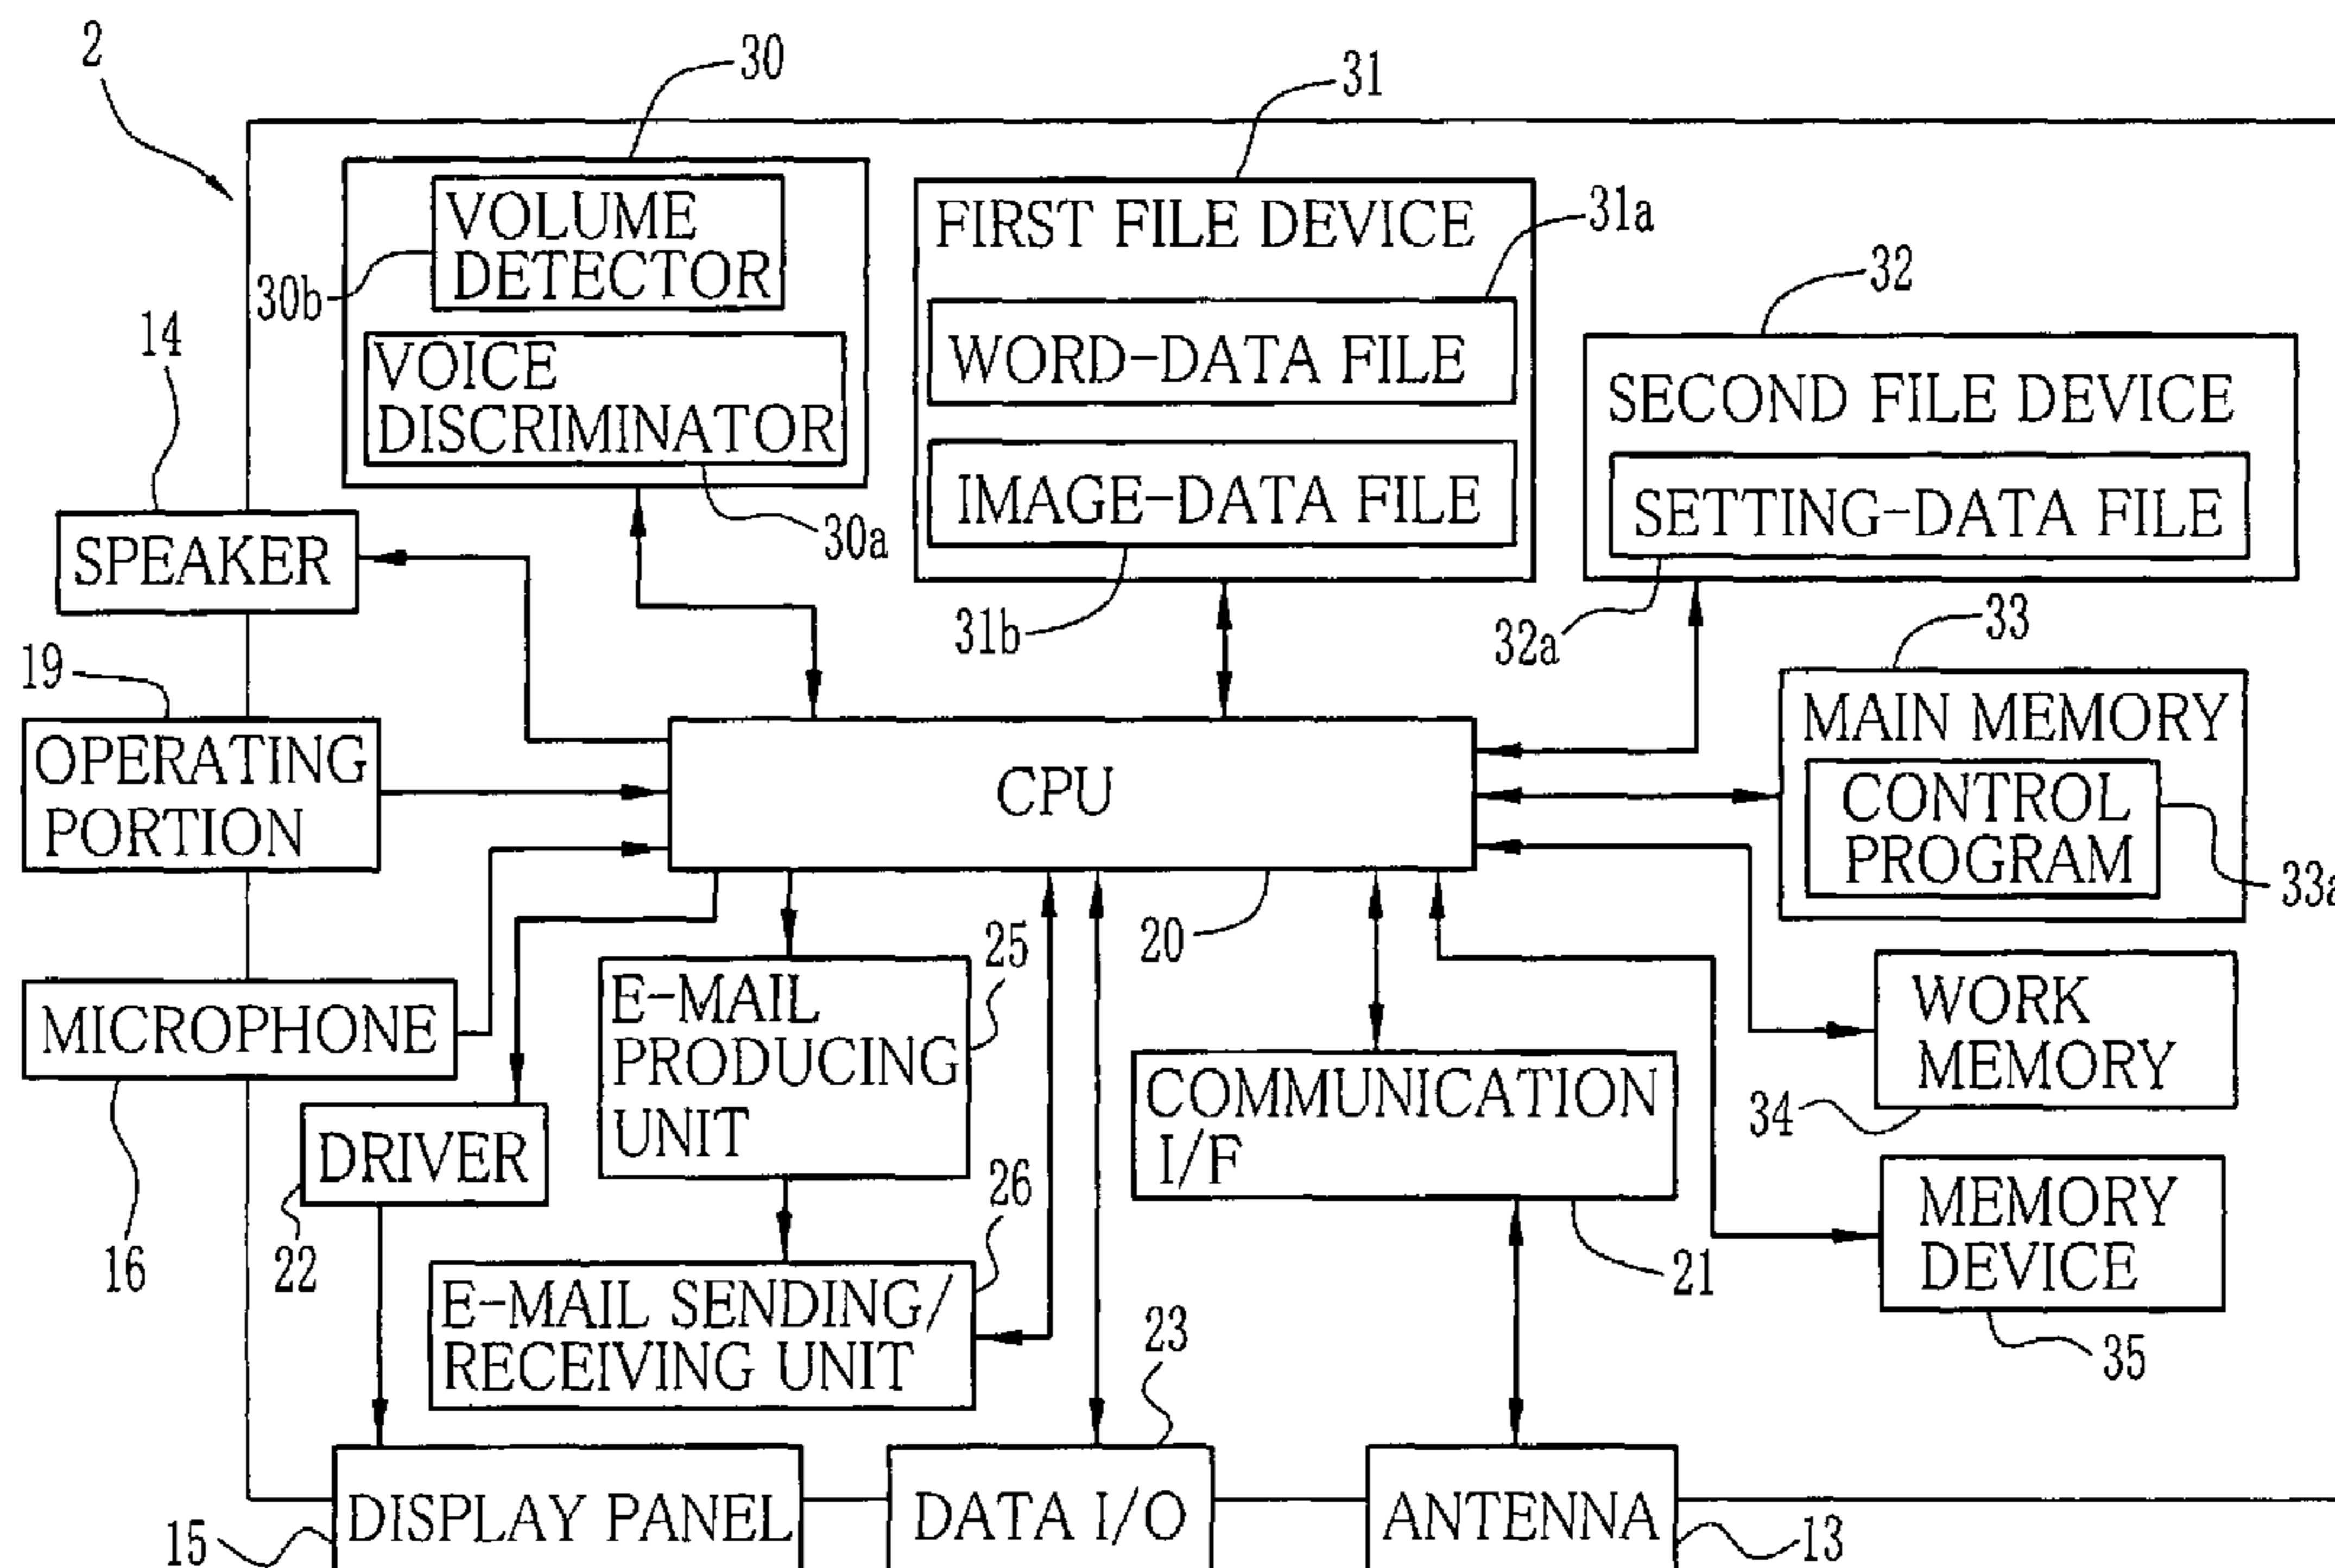 2
30
31
VOLUME
DETECTOR
30b
VOICE
DISCRIMINATOR
30a
FIRST FILE DEVICE
31a
WORD-DATA FILE
IMAGE-DATA FILE
31b
32
SECOND FILE DEVICE
SETTING-DATA FILE
32a
14
SPEAKER
19
OPERATING
PORTION
CPU
20
33
MAIN MEMORY
CONTROL
PROGRAM
33a
MICROPHONE
16
DRIVER
22
25
E-MAIL
PRODUCING
UNIT
26
E-MAIL SENDING/
RECEIVING UNIT
COMMUNICATION
I/F
21
WORK
MEMORY
34
MEMORY
DEVICE
35
23
DISPLAY PANEL
15
DATA I/O
ANTENNA
13